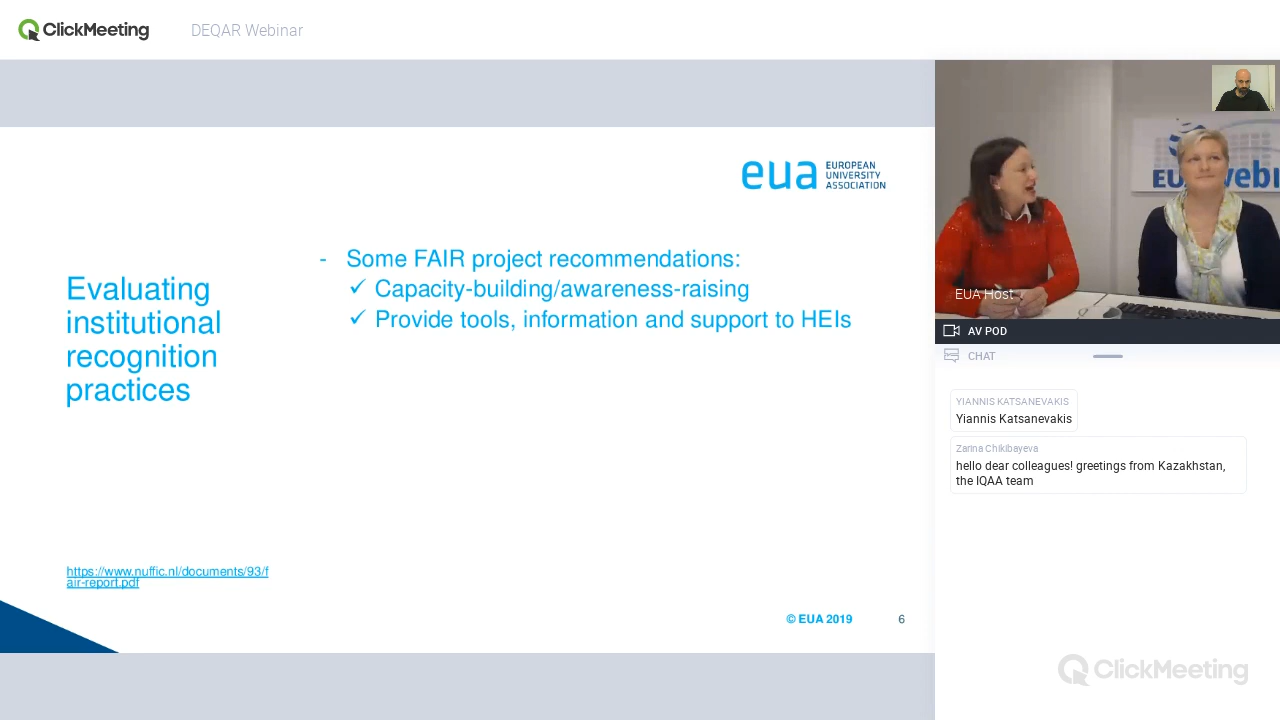 ClickMeeting
DEQAR Webinar
eua EUROPEAN
UNIVERSITY
ASSOCIATION
Evaluating
institutional
recognition
practices
- Some FAIR project recommendations:
✓ Capacity-building/awareness-raising
✓ Provide tools, information and support to HEIs
https://www.nuffic.nl/documents/93/f
air-report.pdf
© EUA 2019
6
EUA Host
AV POD
CHAT
YIANNIS KATSANEVAKIS
Yiannis Katsanevakis
Zarina Chikibayeva
hello dear colleagues! greetings from Kazakhstan,
the IQAA team
ClickMeeting